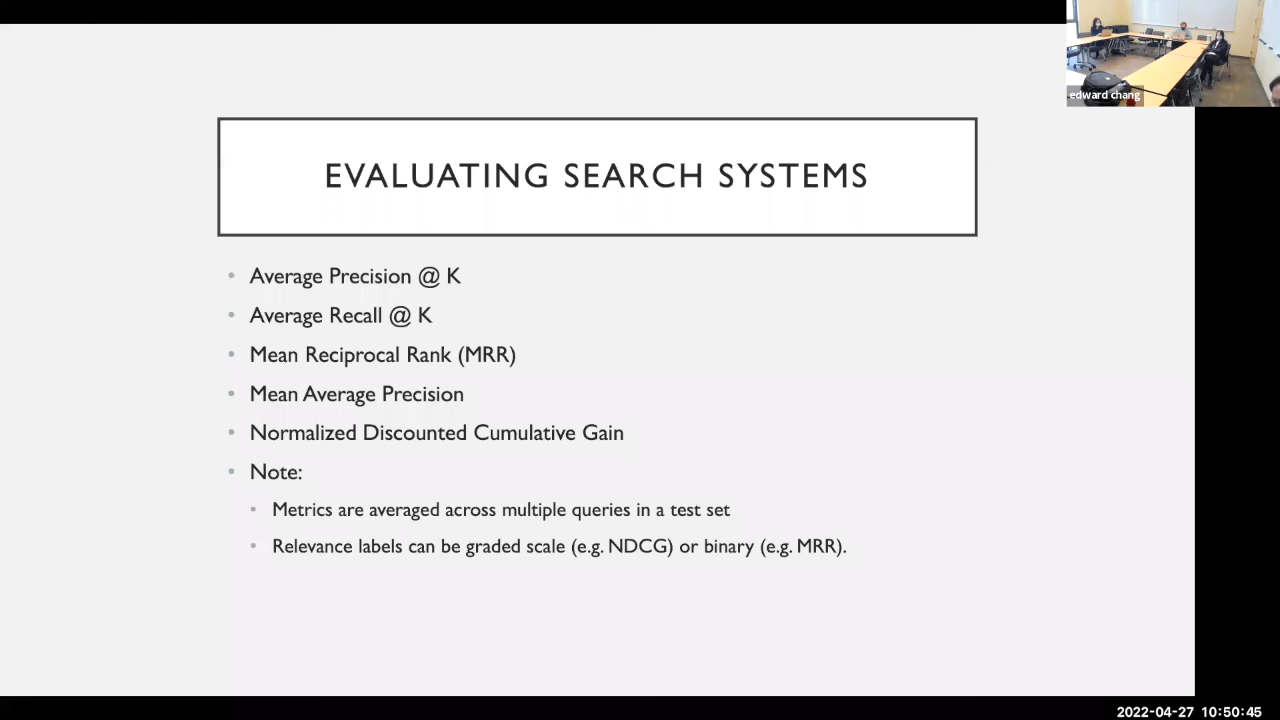 edward chang
EVALUATING SEARCH SYSTEMS
• Average Precision @ K
• Average Recall @ K
• Mean Reciprocal Rank (MRR)
• Mean Average Precision
• Normalized Discounted Cumulative Gain
• Note:
• Metrics are averaged across multiple queries in a test set
• Relevance labels can be graded scale (e.g. NDCG) or binary (e.g. MRR).
2022-04-27 10:50:45